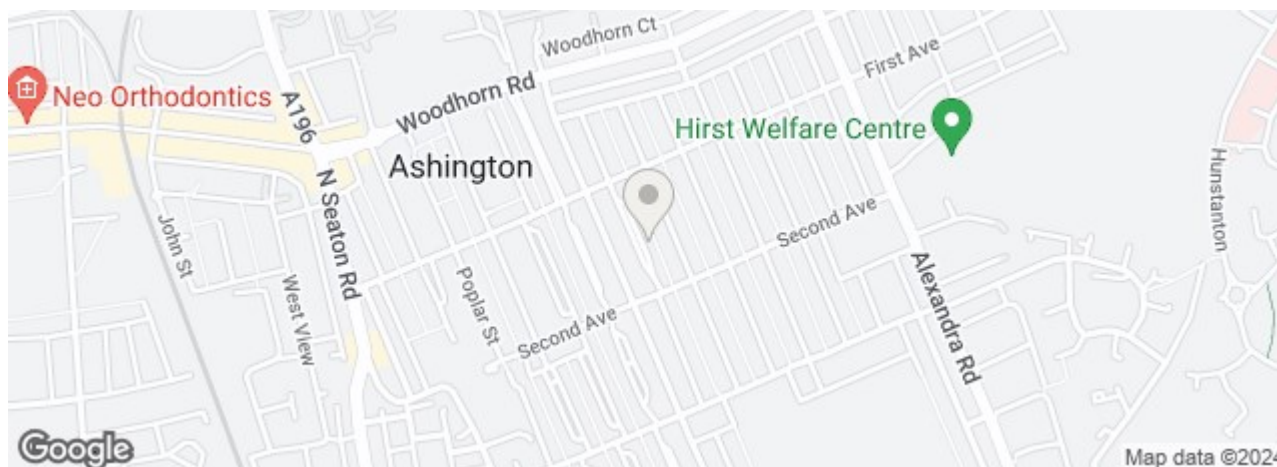 Woodhorn Ct
First Ave
Neo Orthodontics
A196
Woodhorn Rd
Hirst Welfare Centre
Ashington
Hunstanton
N Seaton Rd
John St
Second Ave
West View
Poplar St
Alexandra Rd
Second Ave
Google
Map data ©2024